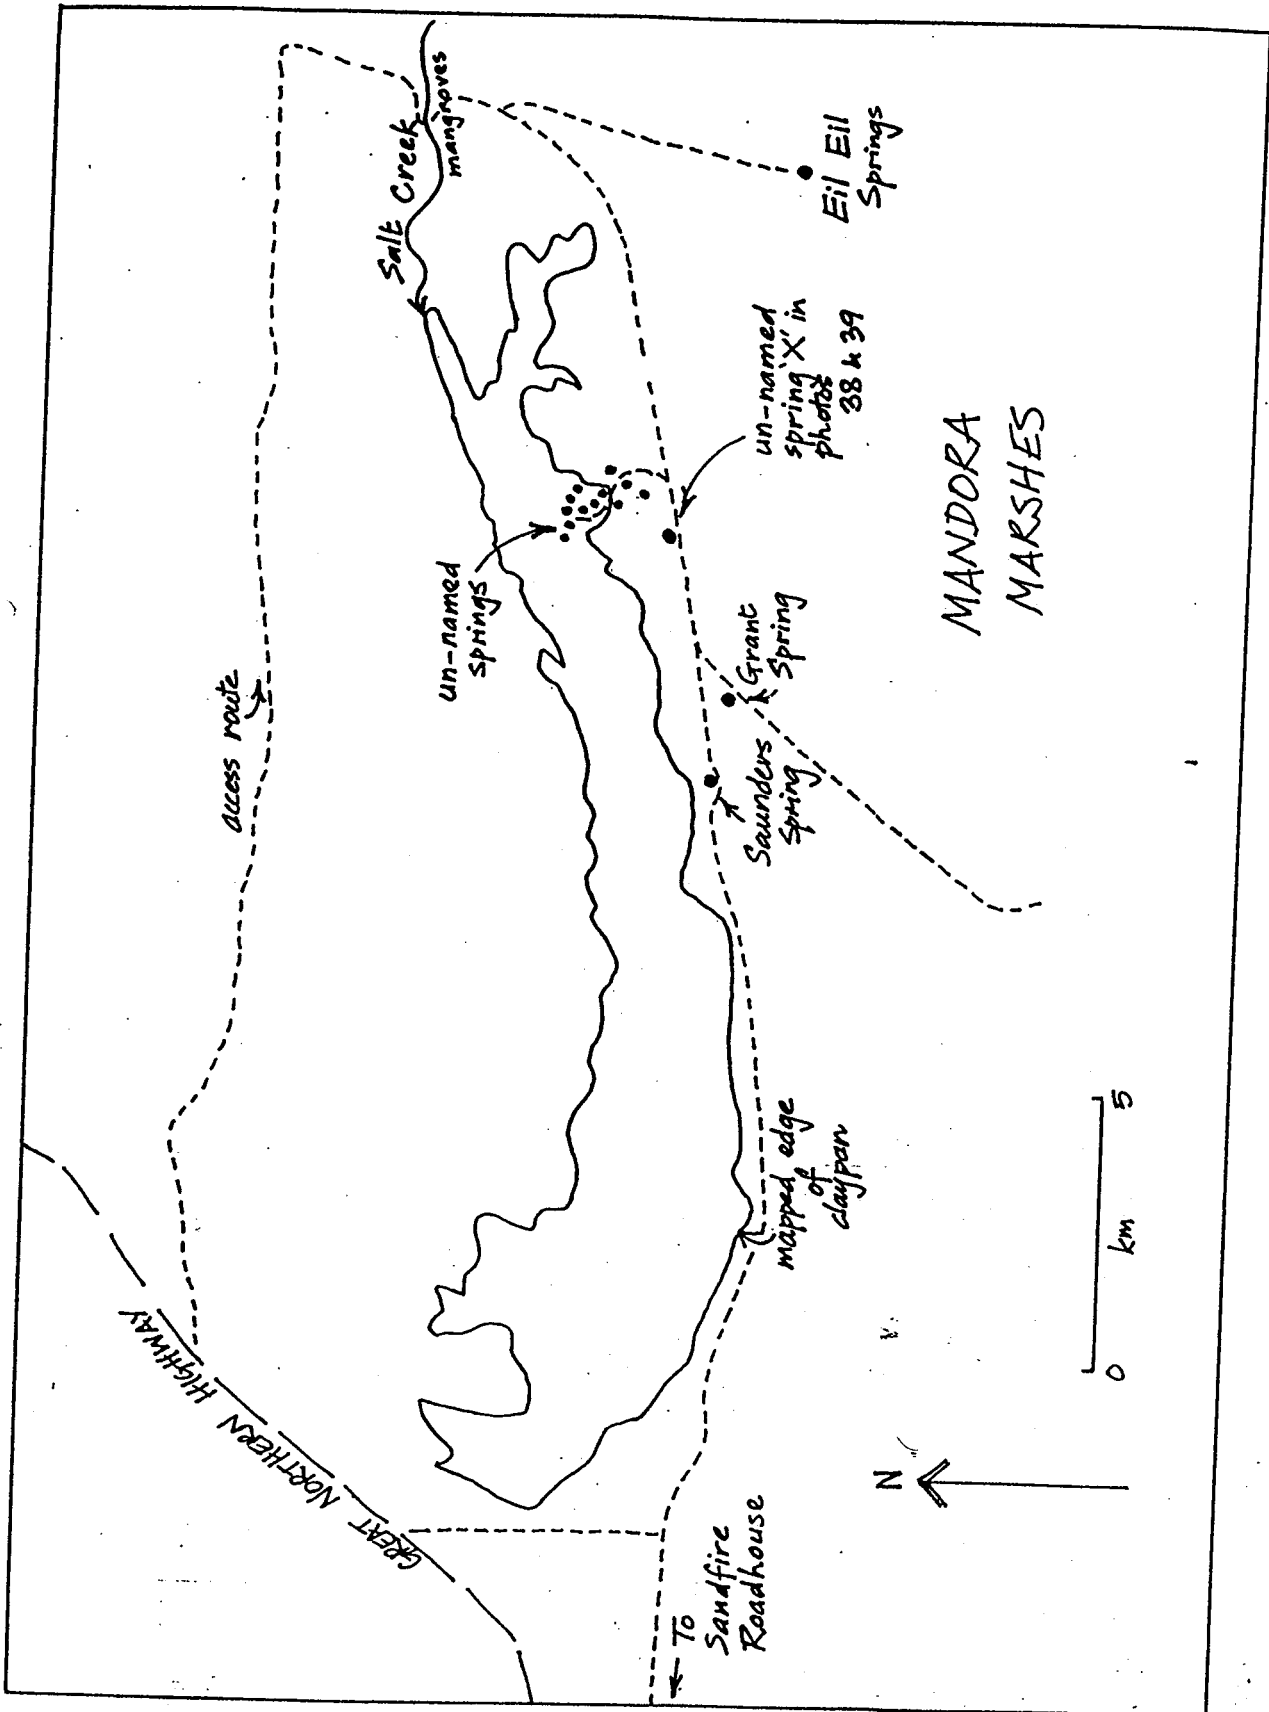 GREAT NORTHERN HIGHWAY
access route
Salt Creek
mangroves
un-named
springs
un-named
spring 'X' in
photos
38 & 39
Eil Eil
Springs
Grant
Spring
Saunders
Spring
mapped edge
of
claypan
To
Sandfire
Roadhouse
MANDORA
MARSHES
N
0 km 5